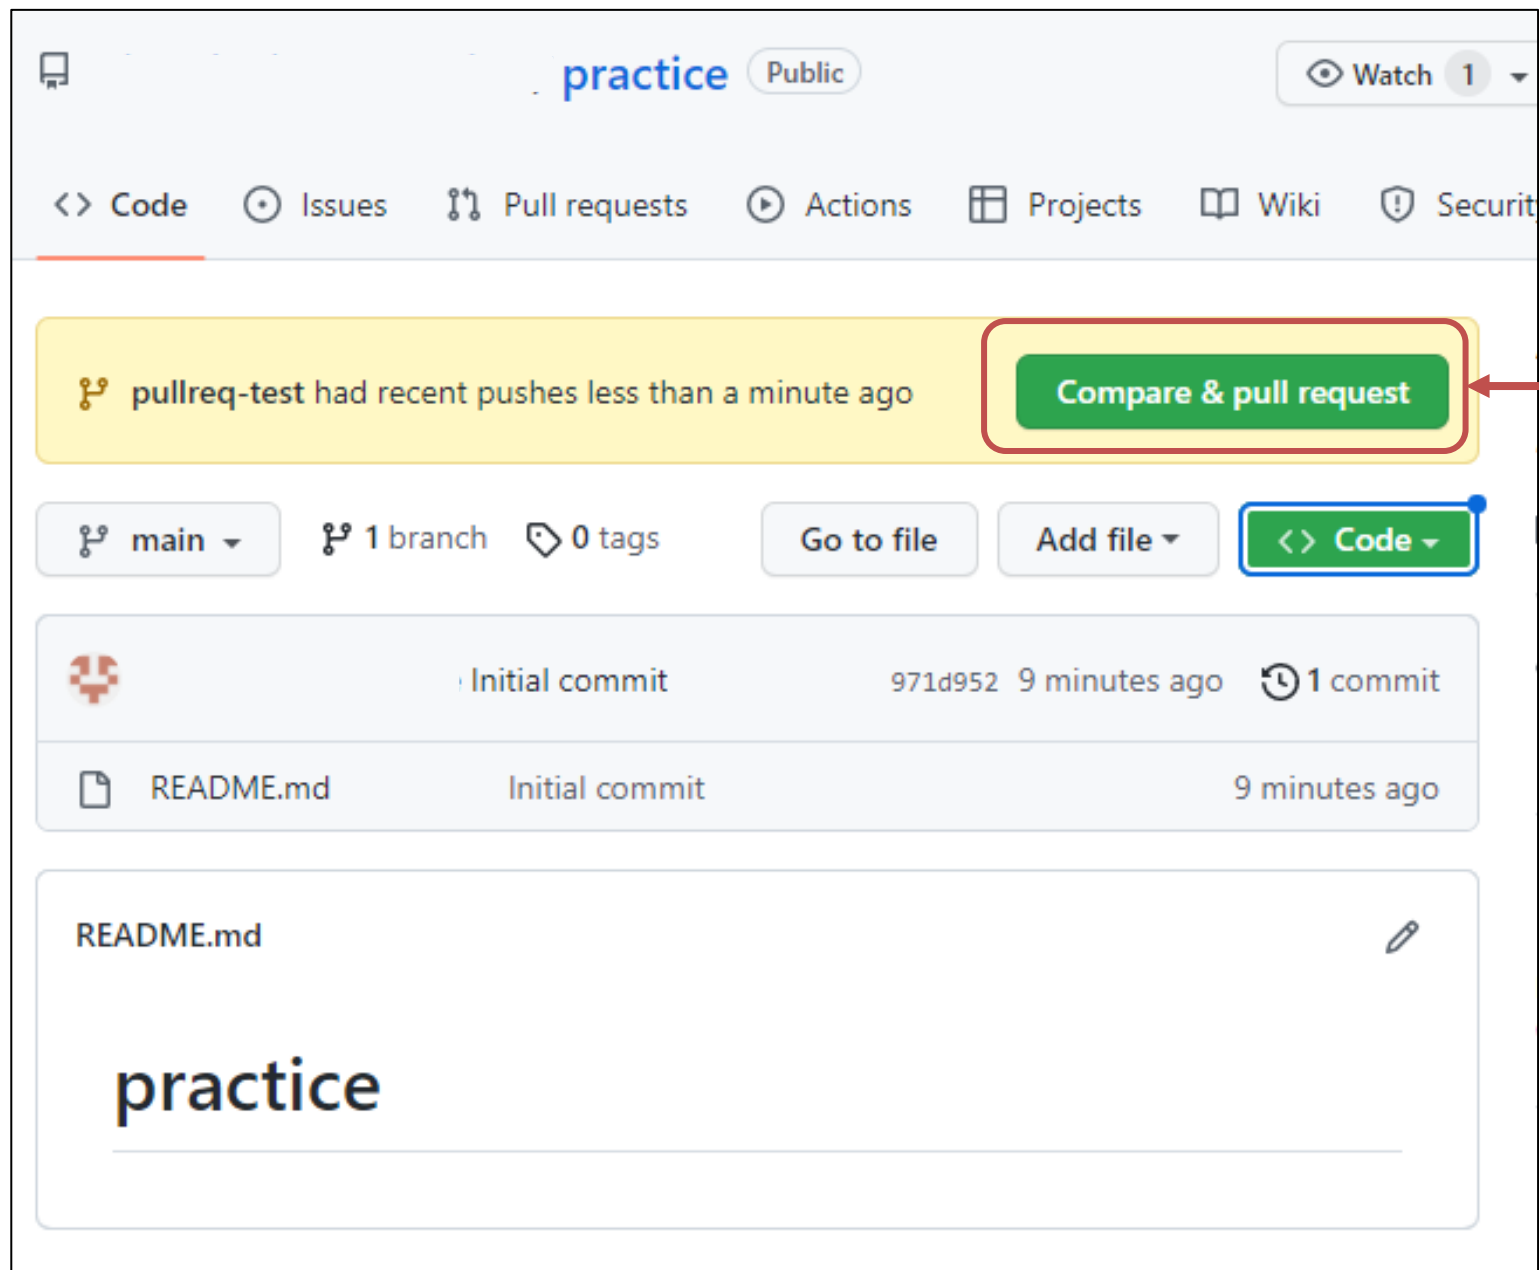 practice Public Watch 1
Code Issues Pull requests Actions Projects Wiki Securit
pullreq-test had recent pushes less than a minute ago Compare & pull request
main 1 branch 0 tags Go to file Add file Code
Initial commit 971d952 9 minutes ago 1 commit
README.md Initial commit 9 minutes ago
README.md
practice